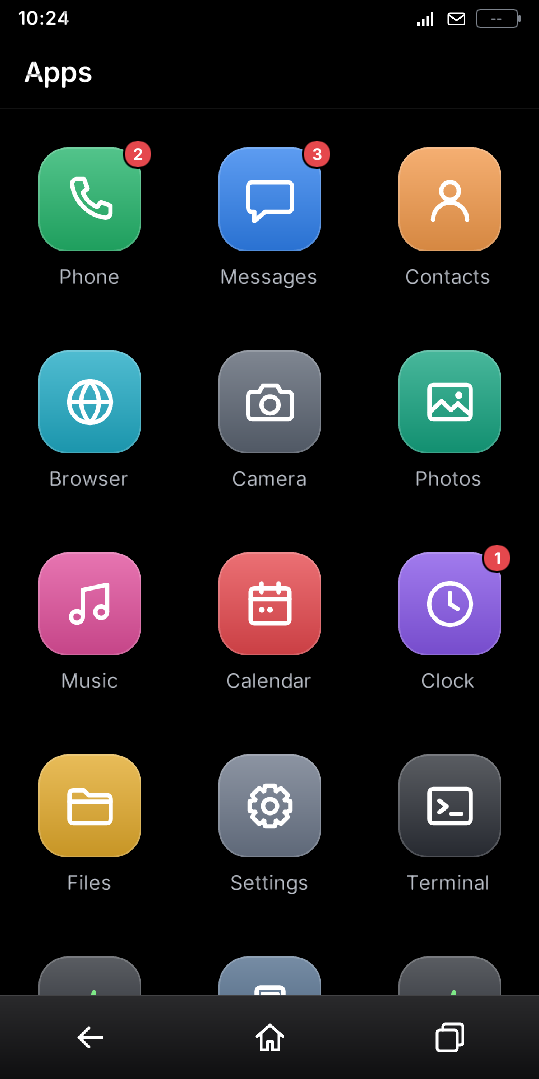 10:24
--
Apps
2
3
Phone
Messages
Contacts
Browser
Camera
Photos
1
Music
Calendar
Clock
Files
Settings
Terminal